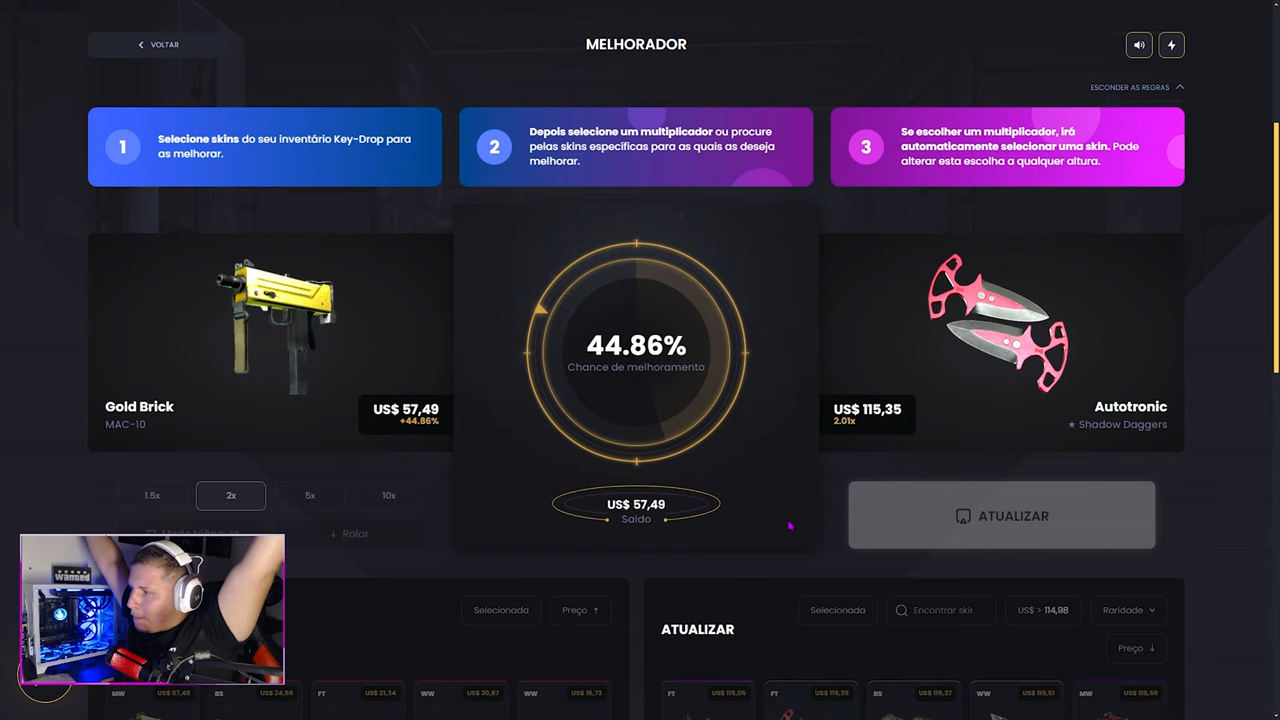 VOLTAR
MELHORADOR
ESCONDER AS REGRAS
1
Selecione skins do seu inventário Key-Drop para
as melhorar.
2
Depois selecione um multiplicador ou procure
pelas skins específicas para as quais as deseja
melhorar.
3
Se escolher um multiplicador, irá
automaticamente selecionar uma skin. Pode
alterar esta escolha a qualquer altura.
Gold Brick
MAC-10
US$ 57,49
+44.86%
44.86%
Chance de melhoramento
US$ 115,35
2.01x
Autotronic
★ Shadow Daggers
1.5x
2x
5x
10x
Modo triângulo
Rolar
US$ 57,49
Saldo
ATUALIZAR
Wanted
Selecionada
Preço ↑
ATUALIZAR
Selecionada
Encontrar skir
US$ > 114,98
Raridade
Preço ↓
MW
US$ 57,49
BS
US$ 24,59
FT
US$ 21,34
WW
US$ 20,87
WW
US$ 15,73
FT
US$ 115,05
FT
US$ 115,35
BS
US$ 115,37
WW
US$ 115,51
MW
US$ 115,59